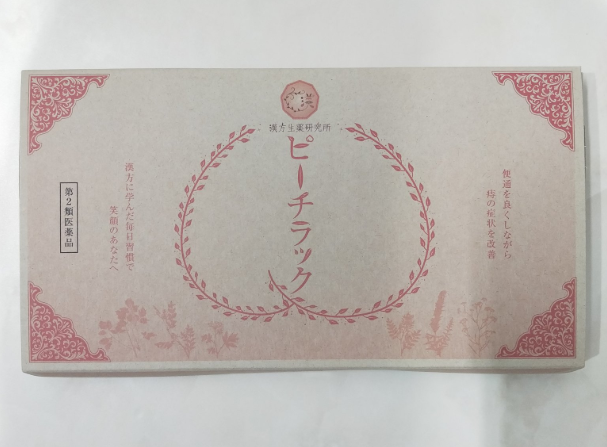 漢方生薬研究所
ピーチラック
便通を良くしながら
痔の症状を改善
漢方に学んだ毎日習慣で
笑顔のあなたへ
第2類医薬品